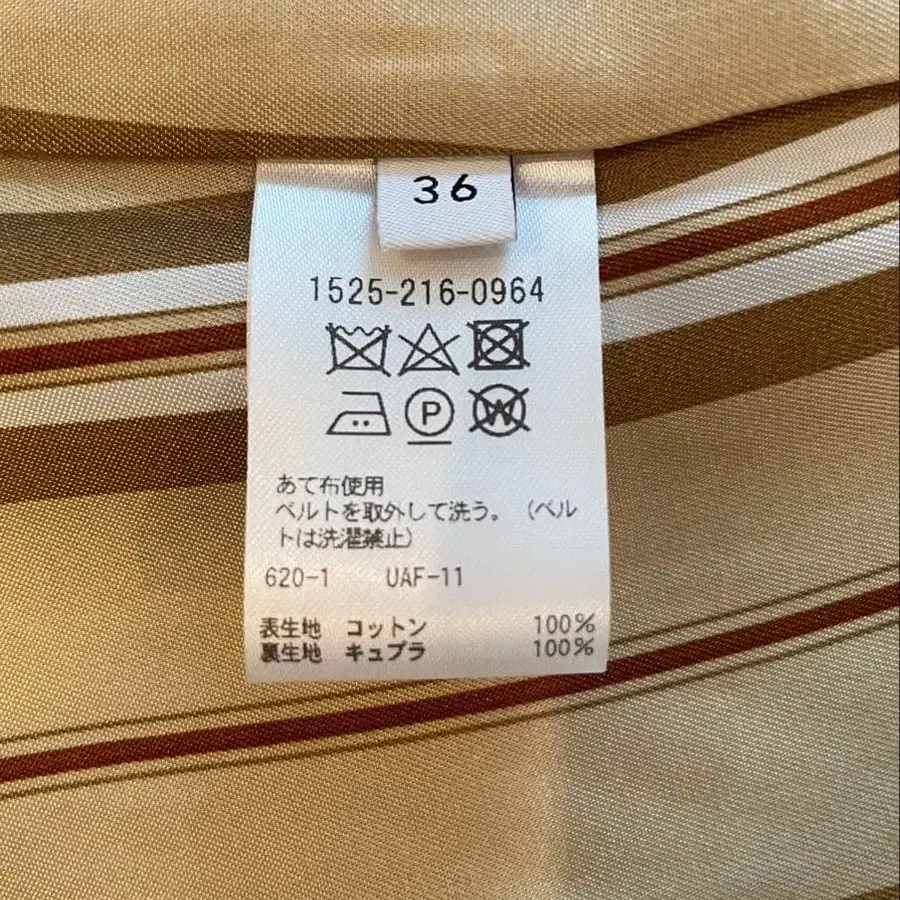 36
1525-216-0964
P
W
あて布使用
ベルトを取外して洗う。（ベル
トは洗濯禁止）
620-1 UAF-11
表生地 コットン 100%
裏生地 キュプラ 100%